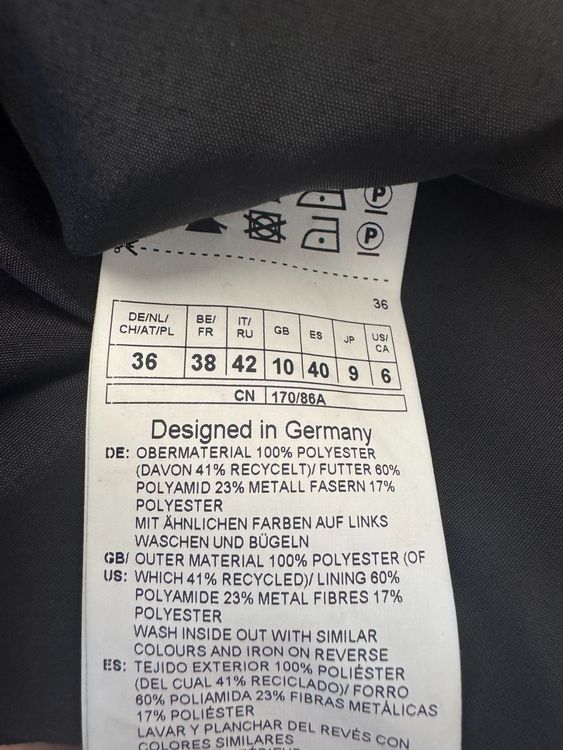 P
P
36
DE/NL/ CH/AT/PL BE/ FR IT/ RU GB ES JP US/ CA
36 38 42 10 40 9 6
CN 170/86A
Designed in Germany
DE: OBERMATERIAL 100% POLYESTER
(DAVON 41% RECYCELT)/ FUTTER 60%
POLYAMID 23% METALL FASERN 17%
POLYESTER
MIT ÄHNLICHEN FARBEN AUF LINKS
WASCHEN UND BÜGELN
GB/ OUTER MATERIAL 100% POLYESTER (OF
US: WHICH 41% RECYCLED)/ LINING 60%
POLYAMIDE 23% METAL FIBRES 17%
POLYESTER
WASH INSIDE OUT WITH SIMILAR
COLOURS AND IRON ON REVERSE
ES: TEJIDO EXTERIOR 100% POLIÉSTER
(DEL CUAL 41% RECICLADO)/ FORRO
60% POLIAMIDA 23% FIBRAS METÁLICAS
17% POLIÉSTER
LAVAR Y PLANCHAR DEL REVÉS CON
COLORES SIMILARES